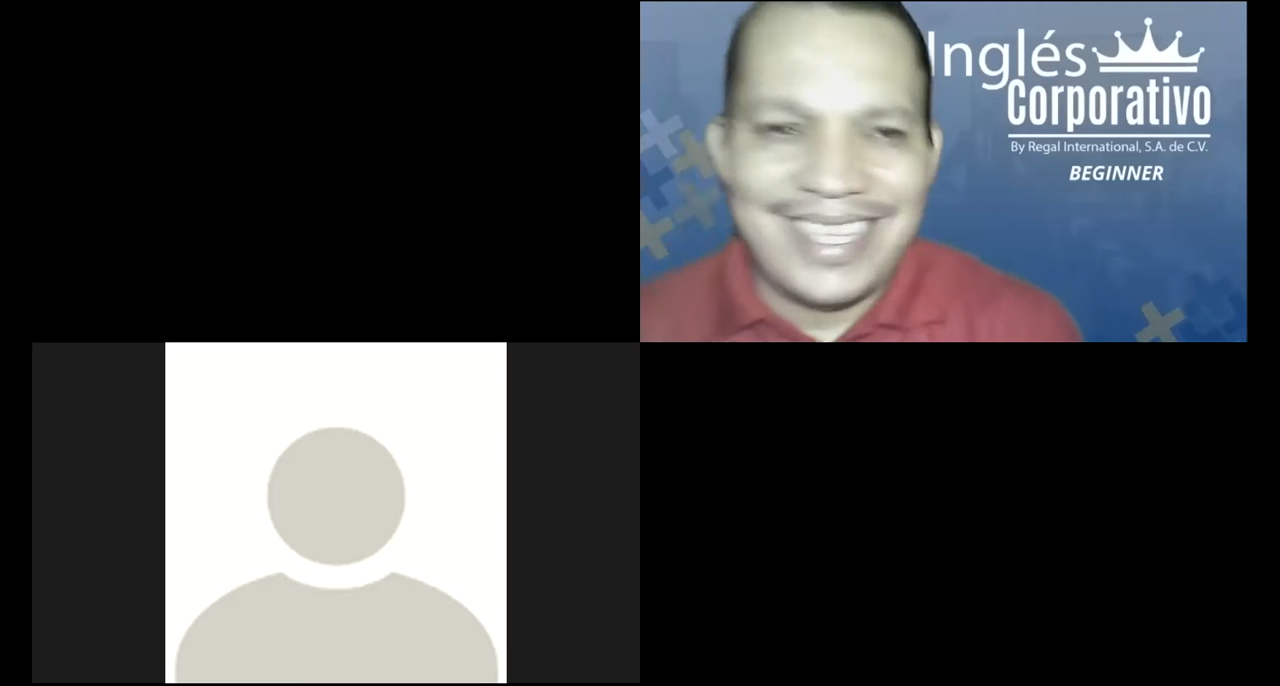 Inglés
Corporativo
By Regal International, S.A. de C.V.
BEGINNER